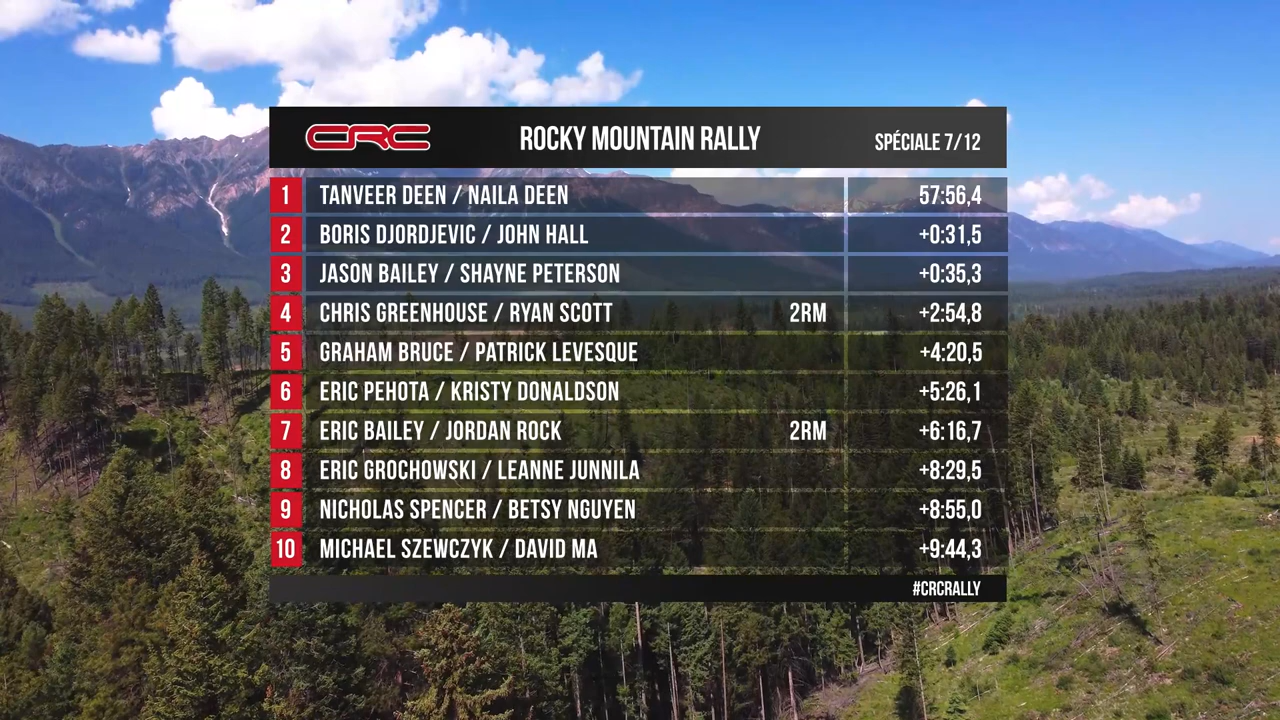 CRC ROCKY MOUNTAIN RALLY SPÉCIALE 7/12
1 TANVEER DEEN / NAILA DEEN 57:56,4
2 BORIS DJORDJEVIC / JOHN HALL +0:31,5
3 JASON BAILEY / SHAYNE PETERSON +0:35,3
4 CHRIS GREENHOUSE / RYAN SCOTT 2RM +2:54,8
5 GRAHAM BRUCE / PATRICK LEVESQUE +4:20,5
6 ERIC PEHOTA / KRISTY DONALDSON +5:26,1
7 ERIC BAILEY / JORDAN ROCK 2RM +6:16,7
8 ERIC GROCHOWSKI / LEANNE JUNNILA +8:29,5
9 NICHOLAS SPENCER / BETSY NGUYEN +8:55,0
10 MICHAEL SZEWCZYK / DAVID MA +9:44,3
#CRCRALLY